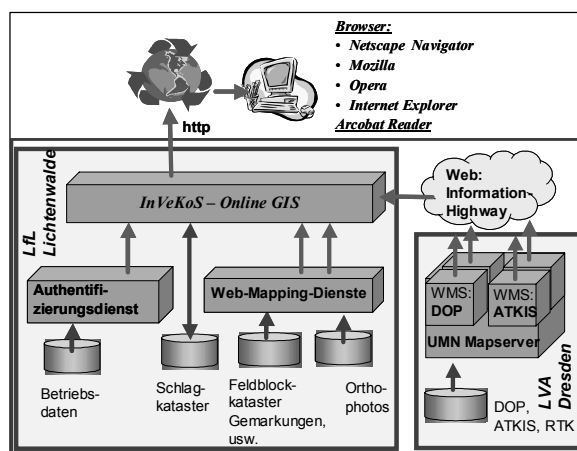 Browser:
• Netscape Navigator
• Mozilla
• Opera
• Internet Explorer
Arcobat Reader
http
LfL
Lichtenwalde
InVeKoS – Online GIS
Web:
Information-
Highway
Authentifi-
zierungsdienst
Web-Mapping-Dienste
WMS:
DOP
WMS:
ATKIS
UMN Mapserver
Betriebs-
daten
Schlag-
kataster
Feldblock-
kataster
Gemarkungen,
usw.
Ortho-
photos
DOP,
ATKIS, RTK
LVA
Dresden